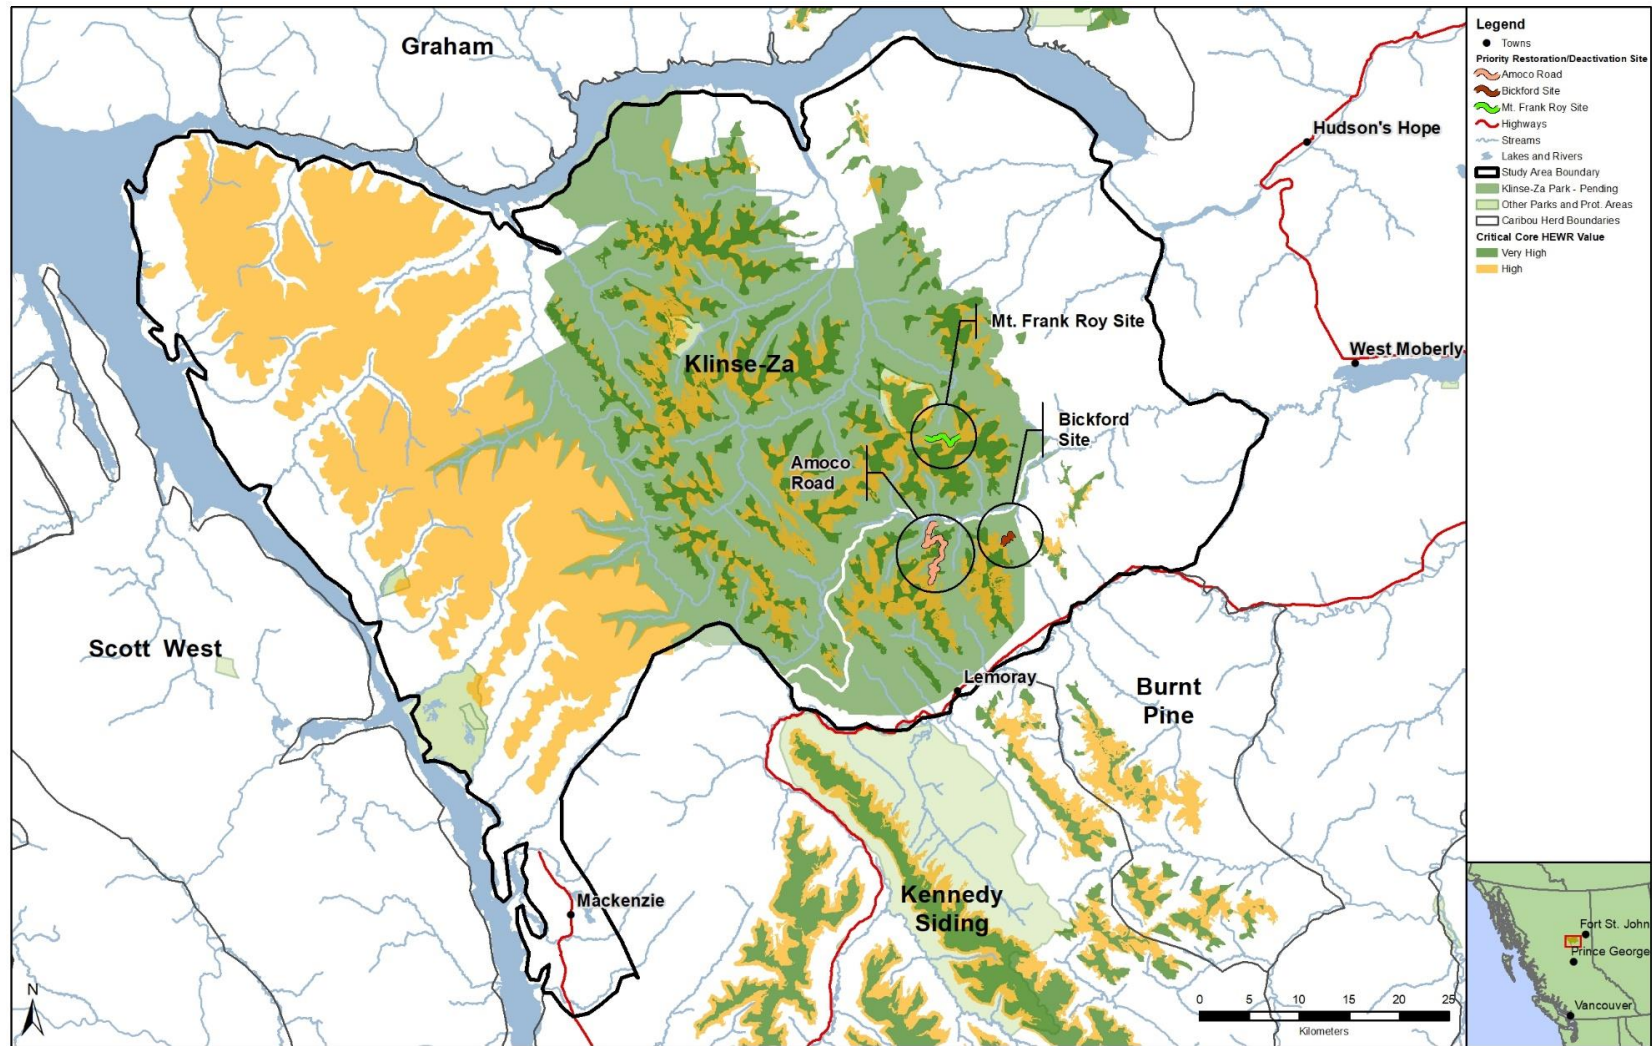 Graham
Hudson's Hope
Mt. Frank Roy Site
West Moberly
Klinse-Za
Bickford
Site
Amoco
Road
Scott West
Lemoray
Burnt
Pine
Mackenzie
Kennedy
Siding
N
0 5 10 15 20 25
Kilometers
Legend
Towns
Priority Restoration/Deactivation Site
Amoco Road
Bickford Site
Mt. Frank Roy Site
Highways
Streams
Lakes and Rivers
Study Area Boundary
Klinse-Za Park - Pending
Other Parks and Prot. Areas
Caribou Herd Boundaries
Critical Core HEWR Value
Very High
High
Fort St. John
Prince George
Vancouver